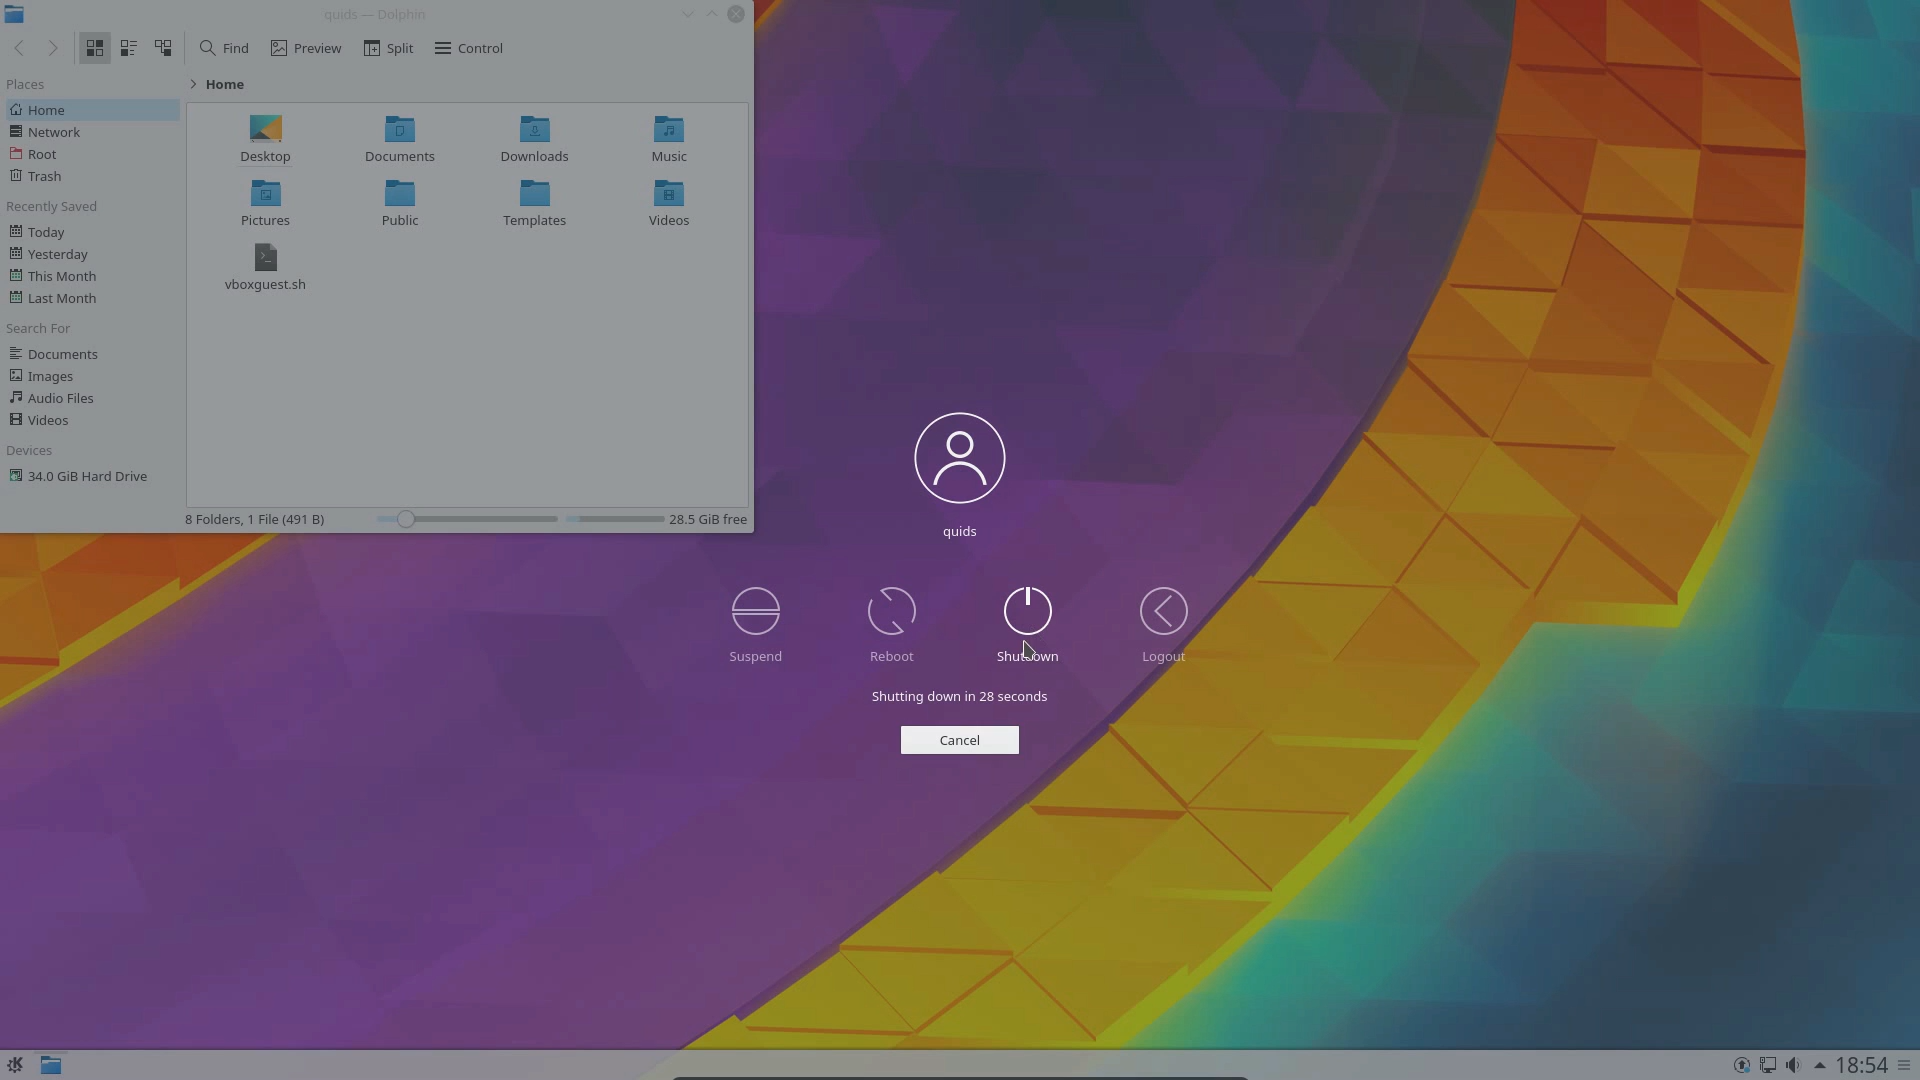 quids — Dolphin
Find Preview Split Control
Places
Home
Network
Root
Trash
Recently Saved
Today
Yesterday
This Month
Last Month
Search For
Documents
Images
Audio Files
Videos
Devices
34.0 GiB Hard Drive
Home
Desktop Documents Downloads Music
Pictures Public Templates Videos
vboxguest.sh
8 Folders, 1 File (491 B) 28.5 GiB free
quids
Suspend Reboot Shutdown Logout
Shutting down in 28 seconds
Cancel
18:54